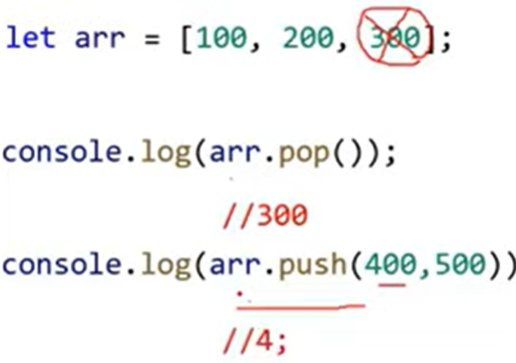 let arr = [100, 200, 300];
console.log(arr.pop());
//300
console.log(arr.push(400,500))
//4;